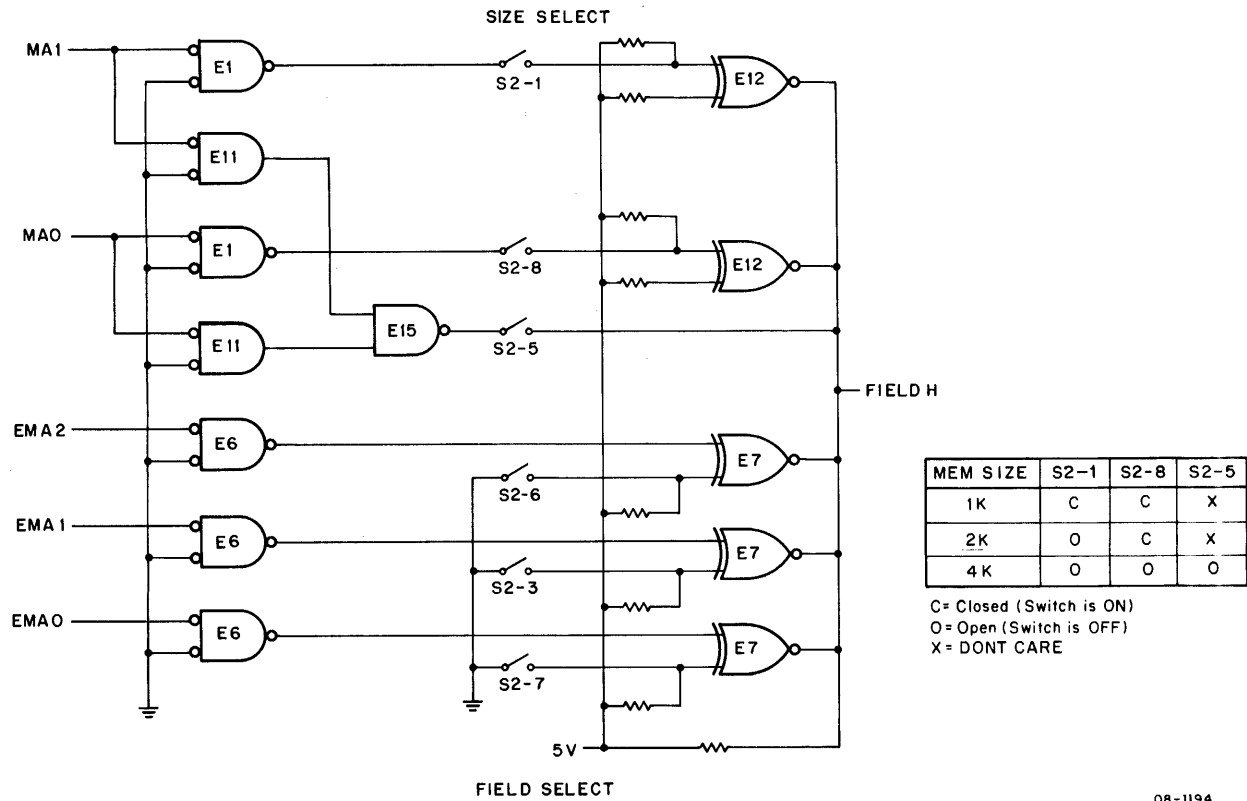 SIZE SELECT
MA1
E1
S2-1
E12
E11
MA0
E1
S2-8
E12
E11
E15
S2-5
FIELD H
EMA2
E6
S2-6
E7
EMA1
E6
S2-3
E7
EMA0
E6
S2-7
E7
5V
FIELD SELECT
MEM SIZE S2-1 S2-8 S2-5
1K C C X
2K O C X
4K O O O
C= Closed (Switch is ON)
O= Open (Switch is OFF)
X = DONT CARE
08-1194